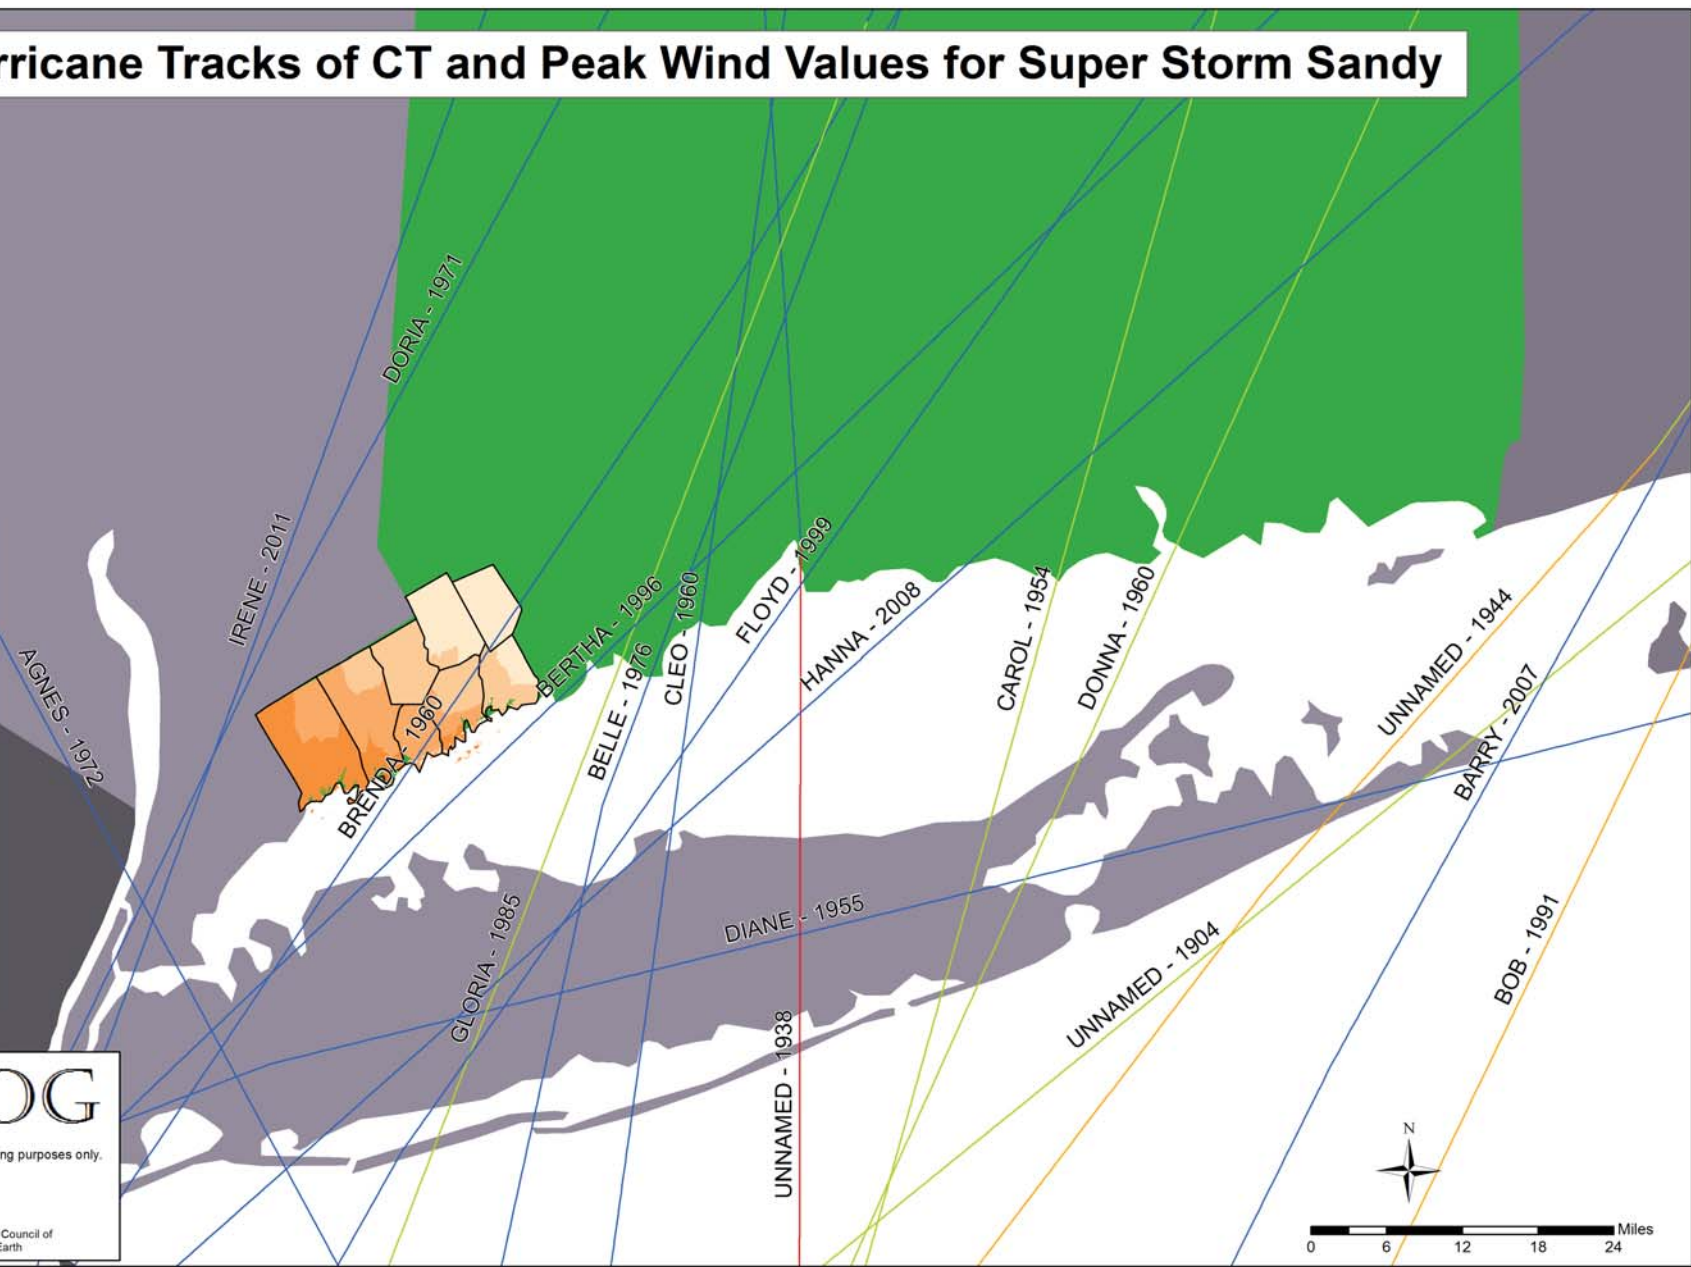 rricane Tracks of CT and Peak Wind Values for Super Storm Sandy
DORIA - 1971
IRENE - 2011
AGNES - 1972
BRENDA - 1960
BERTHA - 1996
BELLE - 1976
CLEO - 1960
FLOYD - 1999
HANNA - 2008
CAROL - 1954
DONNA - 1960
UNNAMED - 1944
BARRY - 2007
GLORIA - 1985
DIANE - 1955
UNNAMED - 1904
BOB - 1991
UNNAMED - 1938
OG
ng purposes only.
Council of
Earth
N
Miles
0 6 12 18 24